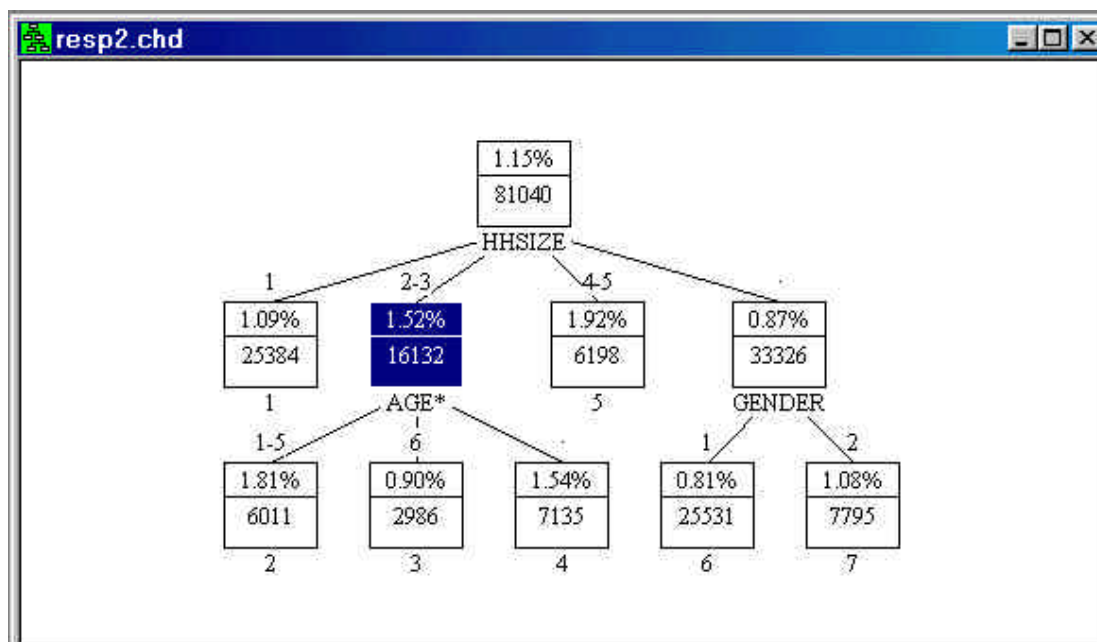 resp2.chd
1.15%
81040
HHSIZE
1 2-3 4-5 .
1.09% 1.52% 1.92% 0.87%
25384 16132 6198 33326
1 AGE* 5 GENDER
1-5 6 . 1 2
1.81% 0.90% 1.54% 0.81% 1.08%
6011 2986 7135 25531 7795
2 3 4 6 7